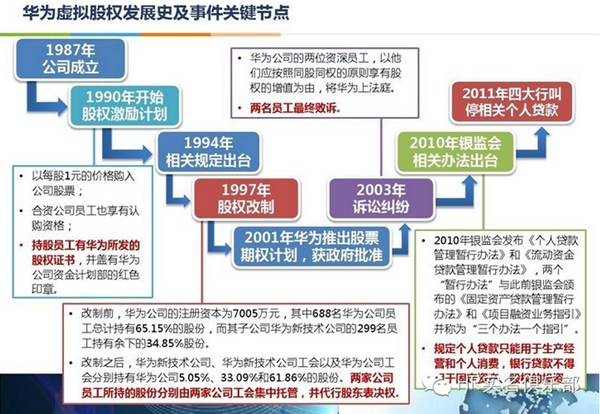 华为虚拟股权发展史及事件关键节点
1987年
公司成立
1990年开始
股权激励计划
1994年
相关规定出台
1997年
股权改制
2001年华为推出股票
期权计划，获政府批准
2003年
诉讼纠纷
2010年银监会
相关办法出台
2011年四大行叫
停相关个人贷款
• 华为公司的两位资深员工，以他
们应按照同股同权的原则享有股
权的增值为由，将华为上法庭。
• 两名员工最终败诉。
• 以每股1元的价格购入
公司股票；
• 合资公司员工也享有认
购资格；
• 持股员工有华为所发的
股权证书，并盖有华为
公司资金计划部的红色
印章。
• 改制前，华为公司的注册资本为7005万元，其中688名华为公司
员工总计持有65.15%的股份，而其子公司华为新技术公司的299名员
工持有余下的34.85%股份。
• 改制之后，华为新技术公司、华为新技术公司工会以及华为公司工
会分别持有华为公司5.05%、33.09%和61.86%的股份。两家公司
员工所持的股份分别由两家公司工会集中托管，并代行股东表决权。
• 2010年银监会发布《个人贷款
管理暂行办法》和《流动资金
贷款管理暂行办法》，两个
“暂行办法”与此前银监会颁
布的《固定资产贷款管理暂行
办法》和《项目融资业务指引》
并称为“三个办法一个指引”。
• 规定个人贷款只能用于生产经营
和个人消费，银行贷款不得
用于固